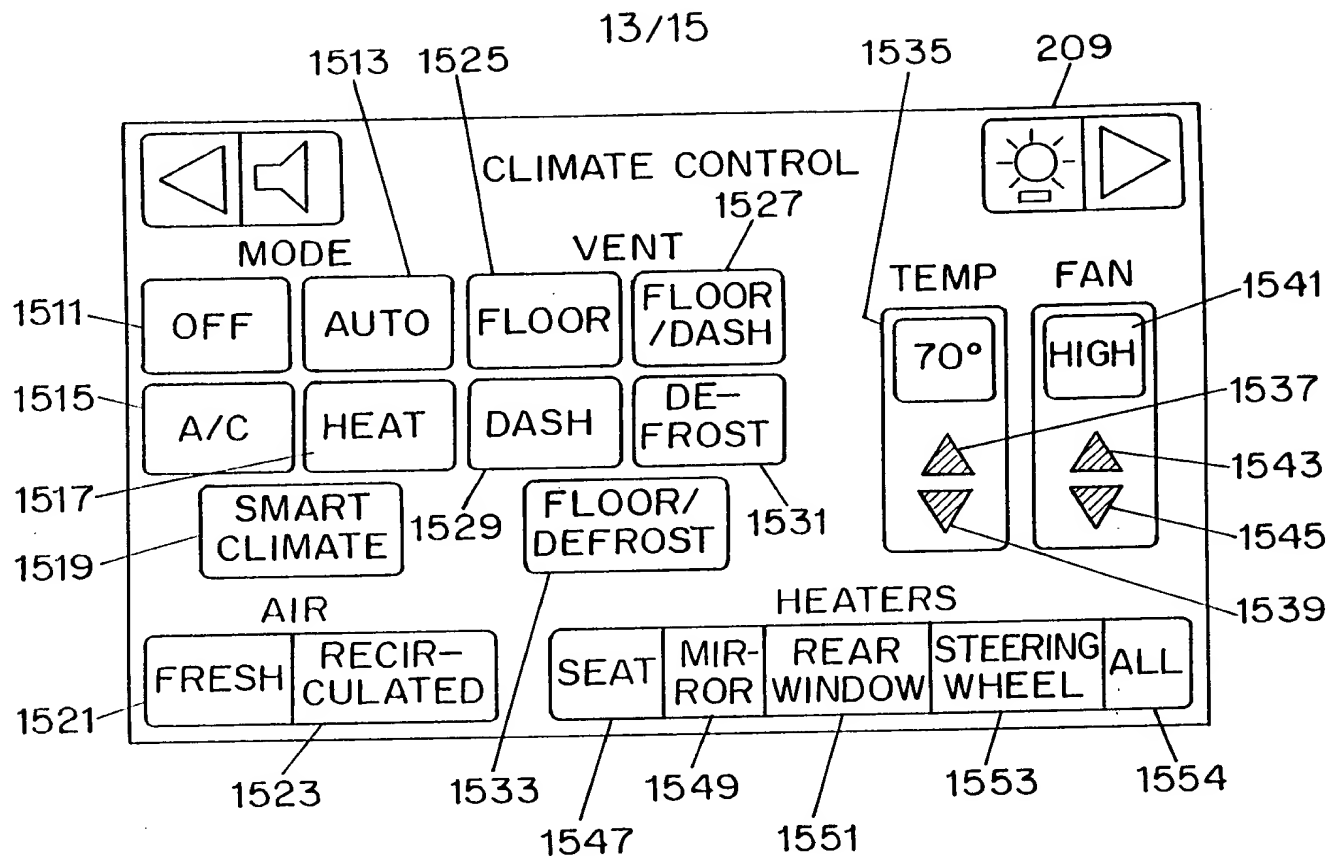 13/15
1513 1525 1535 209
CLIMATE CONTROL
1527
MODE VENT
TEMP FAN
1511 OFF AUTO FLOOR FLOOR
/DASH
70° HIGH 1541
1515 A/C HEAT DASH DE-
FROST
1537
1543
1517 SMART
CLIMATE
1529 FLOOR/
DEFROST
1531
1545
1519
1539
AIR HEATERS
FRESH RECIR-
CULATED
SEAT MIR-
ROR
REAR
WINDOW
STEERING
WHEEL
ALL
1521
1523 1533 1549 1553 1554
1547 1551